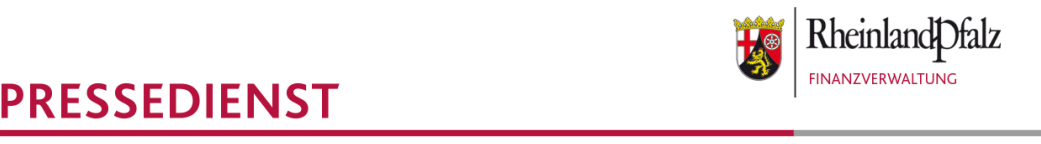 RheinlandPfalz
FINANZVERWALTUNG
PRESSEDIENST